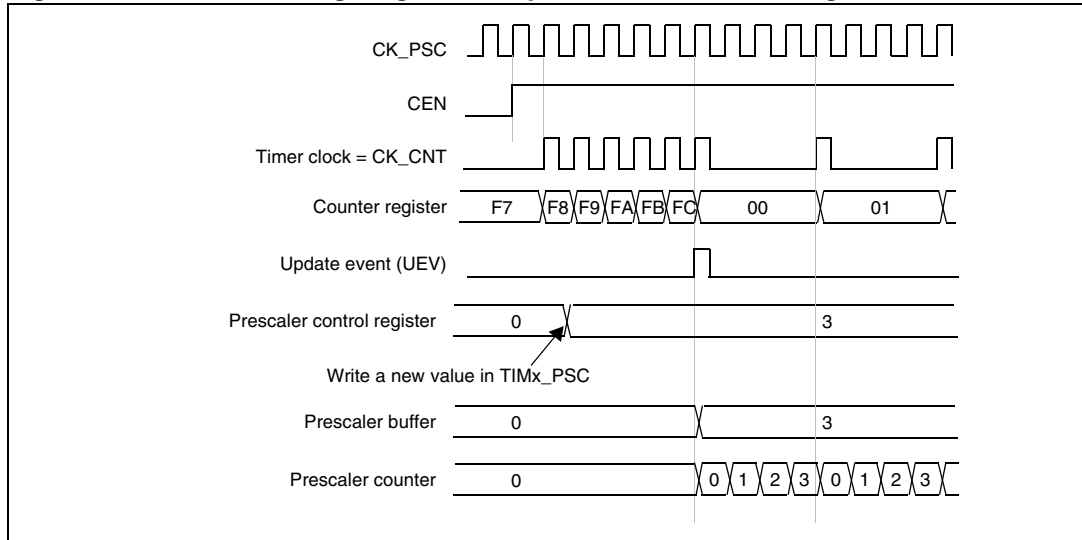 CK_PSC
CEN
Timer clock = CK_CNT
Counter register F7 F8 F9 FA FB FC 00 01
Update event (UEV)
Prescaler control register 0 3
Write a new value in TIMx_PSC
Prescaler buffer 0 3
Prescaler counter 0 0 1 2 3 0 1 2 3